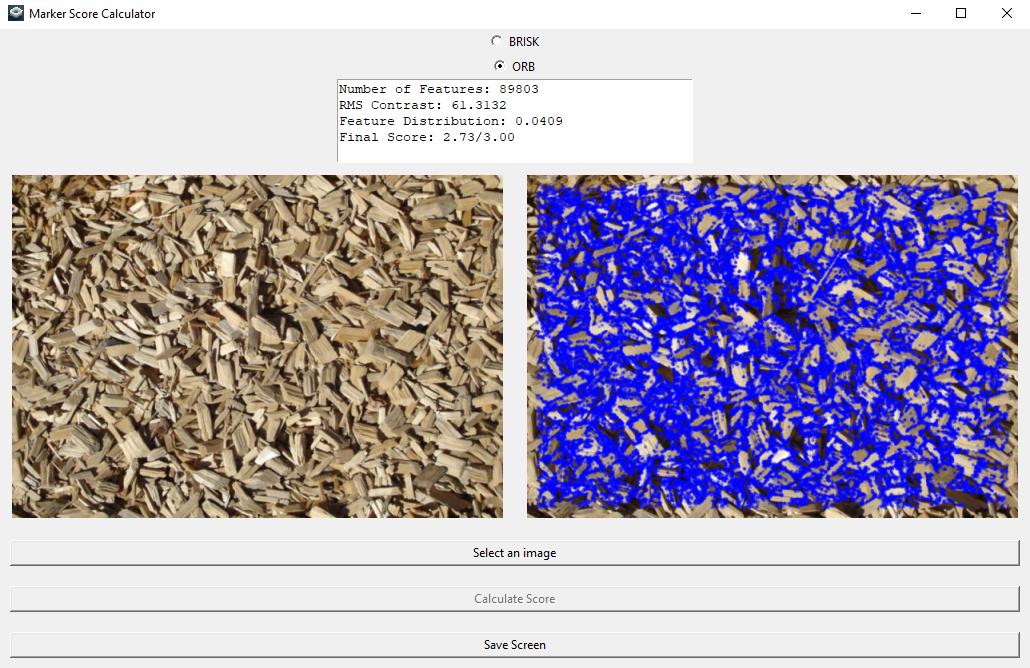 Marker Score Calculator
BRISK
ORB
Number of Features: 89803
RMS Contrast: 61.3132
Feature Distribution: 0.0409
Final Score: 2.73/3.00
Select an image
Calculate Score
Save Screen